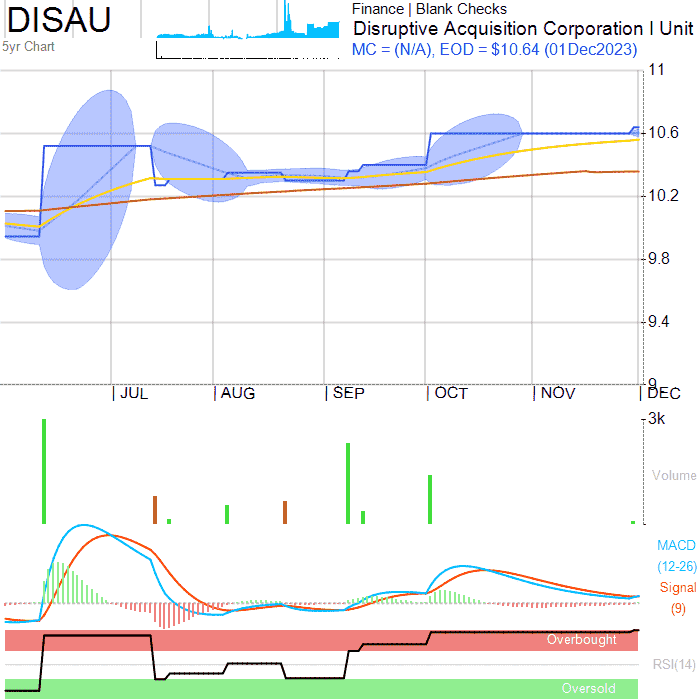 DISAU
5yr Chart
Finance | Blank Checks
Disruptive Acquisition Corporation I Unit
MC = (N/A), EOD = $10.64 (01Dec2023)
11
10.6
10.2
9.8
9.4
9
| JUL | AUG | SEP | OCT | NOV | DEC
3k
Volume
MACD
(12-26)
Signal
(9)
Overbought
RSI(14)
Oversold